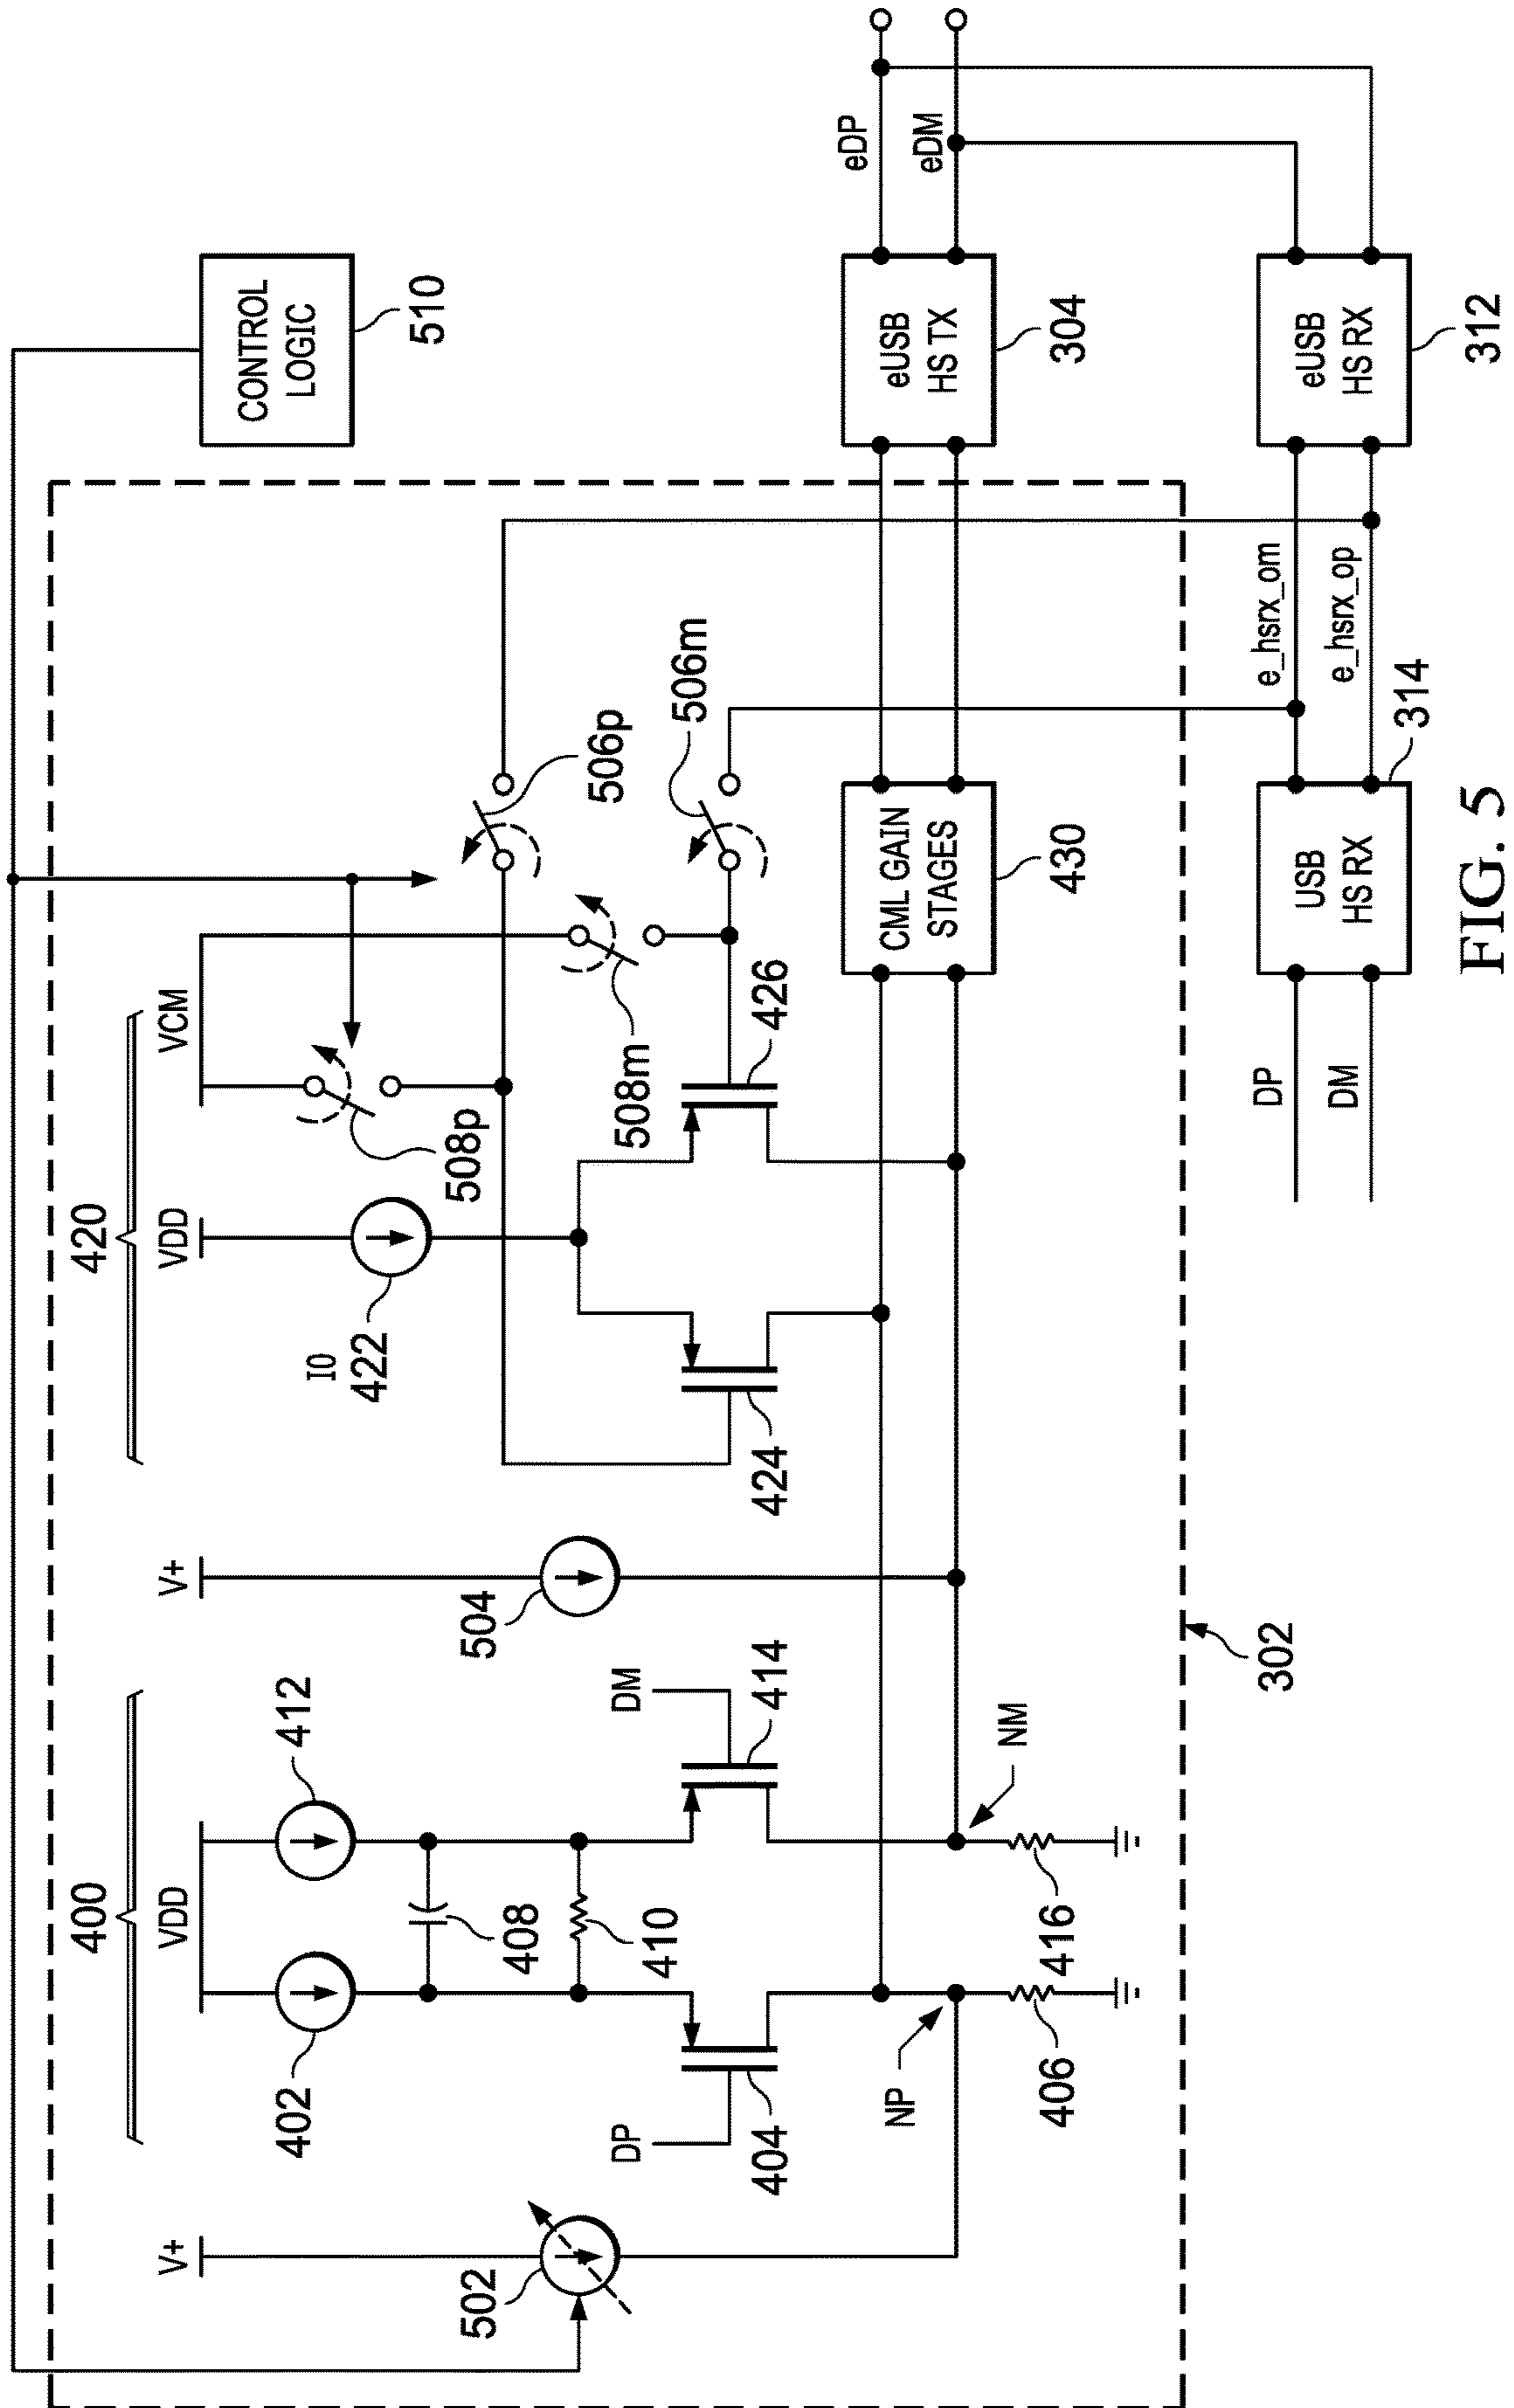 400
VDD
402
412
408
410
DP
404
DM
414
NP
NM
406
416
V+
502
V+
504
420
VDD
VCM
IO
422
424
426
508p
508m
506p
506m
CONTROL
LOGIC
510
CML GAIN
STAGES
430
eUSB
HS TX
304
eDP
eDM
302
DP
DM
USB
HS RX
314
e_hsrx_om
e_hsrx_op
eUSB
HS RX
312
FIG. 5